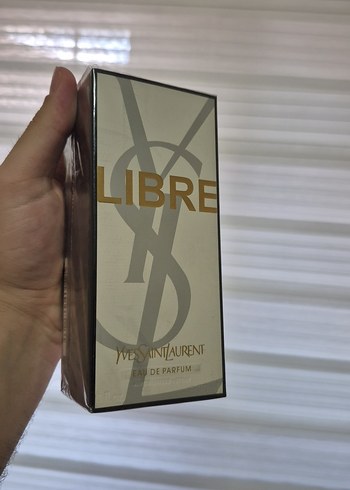 LIBRE
YVES SAINT LAURENT
EAU DE PARFUM